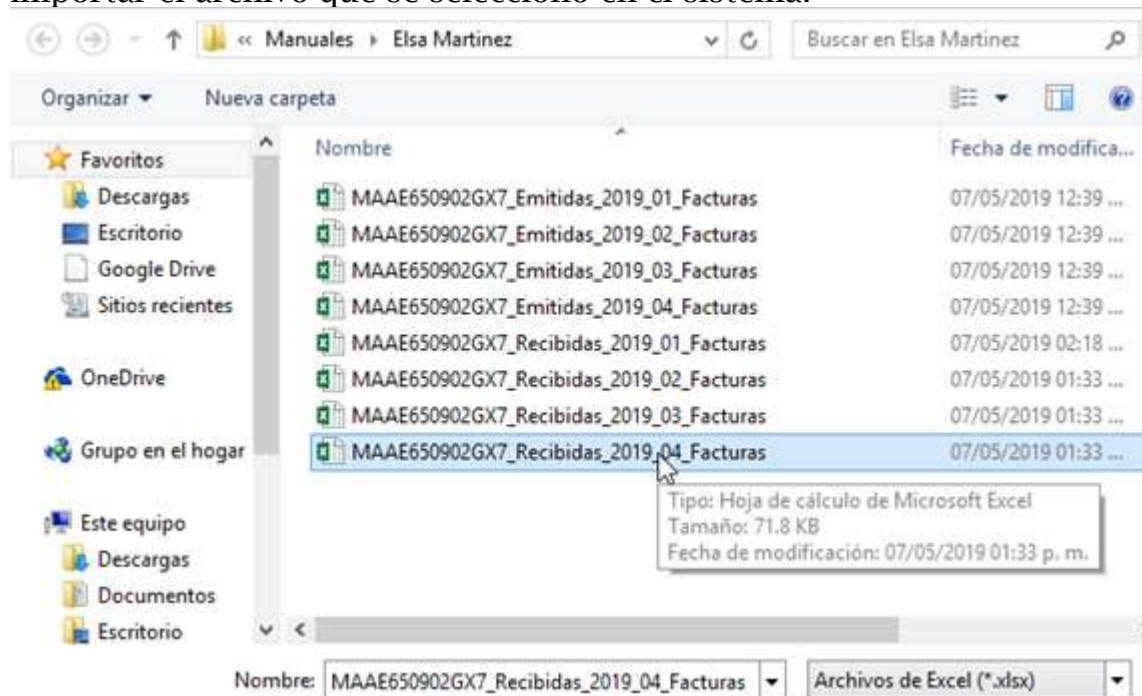 importar el archivo que se seleccionó en el sistema.
« Manuales Elsa Martinez Buscar en Elsa Martinez
Organizar Nueva carpeta
Nombre Fecha de modifica...
Favoritos
Descargas
Escritorio
Google Drive
Sitios recientes
OneDrive
Grupo en el hogar
Este equipo
Descargas
Documentos
Escritorio
MAAE650902GX7_Emitidas_2019_01_Facturas 07/05/2019 12:39 ...
MAAE650902GX7_Emitidas_2019_02_Facturas 07/05/2019 12:39 ...
MAAE650902GX7_Emitidas_2019_03_Facturas 07/05/2019 12:39 ...
MAAE650902GX7_Emitidas_2019_04_Facturas 07/05/2019 12:39 ...
MAAE650902GX7_Recibidas_2019_01_Facturas 07/05/2019 02:18 ...
MAAE650902GX7_Recibidas_2019_02_Facturas 07/05/2019 01:33 ...
MAAE650902GX7_Recibidas_2019_03_Facturas 07/05/2019 01:33 ...
MAAE650902GX7_Recibidas_2019_04_Facturas 07/05/2019 01:33 ...
Tipo: Hoja de cálculo de Microsoft Excel
Tamaño: 71.8 KB
Fecha de modificación: 07/05/2019 01:33 p. m.
Nombre: MAAE650902GX7_Recibidas_2019_04_Facturas Archivos de Excel (*.xlsx)